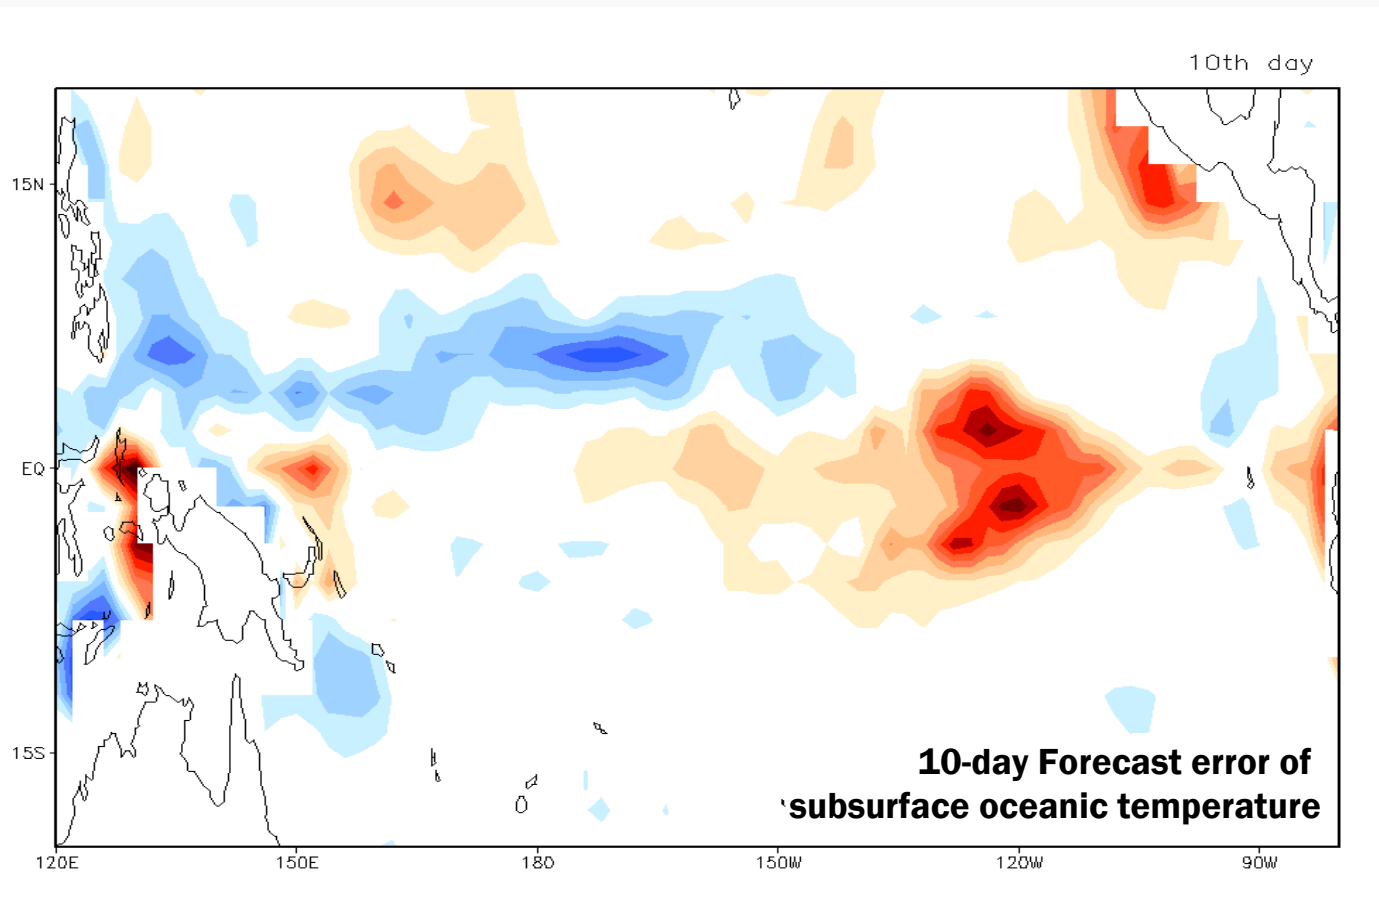 10th day
15N
EQ
15S
10-day Forecast error of
subsurface oceanic temperature
120E 150E 180 150W 120W 90W